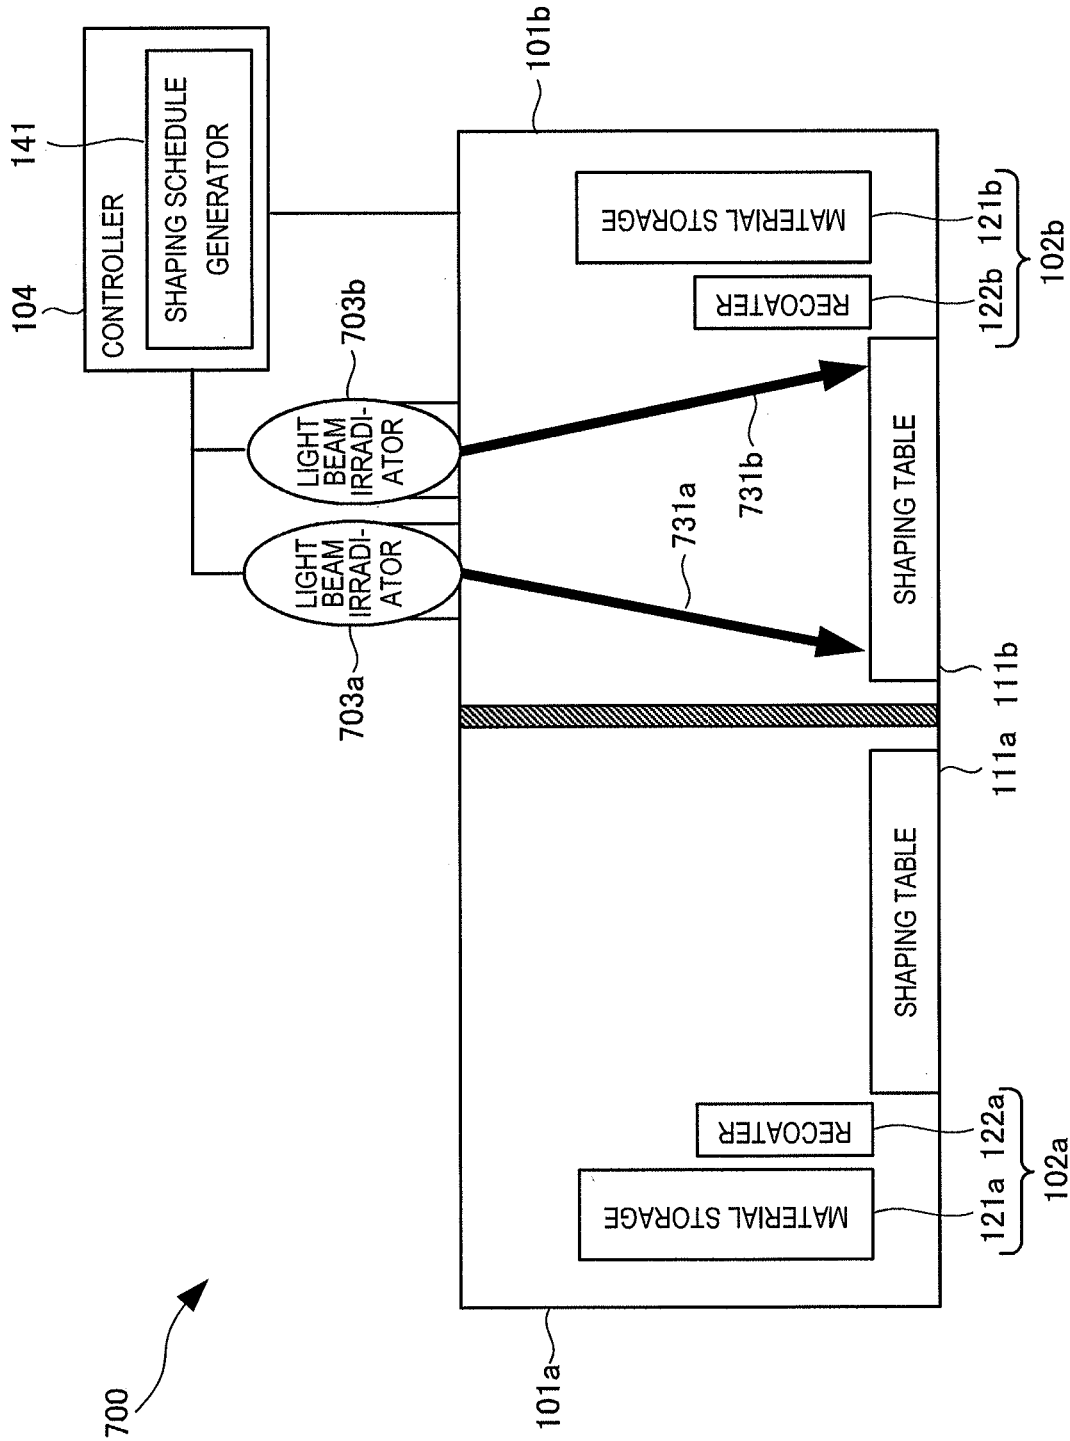 700
104
141
CONTROLLER
SHAPING SCHEDULE
GENERATOR
703a
LIGHT
BEAM
IRRADI-
ATOR
703b
LIGHT
BEAM
IRRADI-
ATOR
101a
101b
731a
731b
MATERIAL STORAGE
RECOATER
SHAPING TABLE
SHAPING TABLE
RECOATER
MATERIAL STORAGE
121a
122a
102a
111a
111b
122b
121b
102b